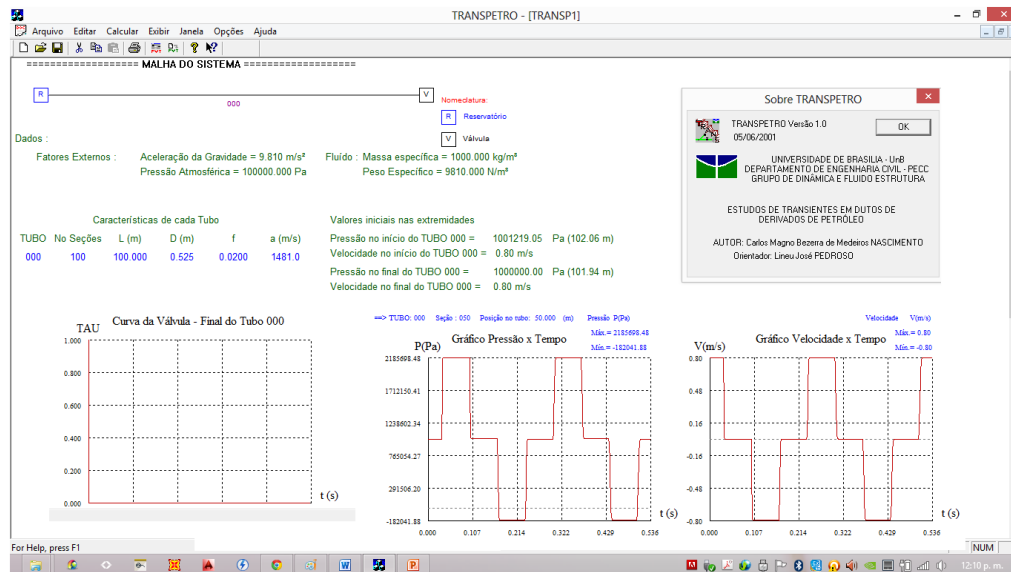 TRANSPETRO - [TRANSP1]
Arquivo Editar Calcular Exibir Janela Opções Ajuda
==================== MALHA DO SISTEMA ====================
R
000
V
Nomeclatura:
R Reservatório
V Válvula
Dados :
Fatores Externos : Aceleração da Gravidade = 9.810 m/s²
Pressão Atmosférica = 100000.000 Pa
Fluído : Massa específica = 1000.000 kg/m³
Peso Específico = 9810.000 N/m³
Características de cada Tubo
TUBO No Seções L (m) D (m) f a (m/s)
000 100 100.000 0.525 0.0200 1481.0
Valores iniciais nas extremidades
Pressão no início do TUBO 000 = 1001219.05 Pa (102.06 m)
Velocidade no início do TUBO 000 = 0.80 m/s
Pressão no final do TUBO 000 = 1000000.00 Pa (101.94 m)
Velocidade no final do TUBO 000 = 0.80 m/s
Sobre TRANSPETRO
TRANSPETRO Versão 1.0
05/06/2001
OK
UNIVERSIDADE DE BRASILIA - UnB
DEPARTAMENTO DE ENGENHARIA CIVIL - PECC
GRUPO DE DINÂMICA E FLUIDO ESTRUTURA
ESTUDOS DE TRANSIENTES EM DUTOS DE
DERIVADOS DE PETRÓLEO
AUTOR: Carlos Magno Bezerra de Medeiros NASCIMENTO
Orientador: Lineu José PEDROSO
TAU
Curva da Válvula - Final do Tubo 000
1.000
0.800
0.600
0.400
0.200
0.000
t (s)
==> TUBO: 000 Seção : 050 Posição no tubo: 50.000 (m) Pressão P(Pa)
Máx.= 2185698.48
Mín.= -182041.88
P(Pa)
Gráfico Pressão x Tempo
2185698.48
1712150.41
1238602.34
765054.27
291506.20
-182041.88
0.000 0.107 0.214 0.322 0.429 0.536
t (s)
Velocidade V(m/s)
Máx.= 0.80
Mín.= -0.80
V(m/s)
Gráfico Velocidade x Tempo
0.80
0.48
0.16
-0.16
-0.48
-0.80
0.000 0.107 0.214 0.322 0.429 0.536
t (s)
For Help, press F1
NUM
12:10 p. m.